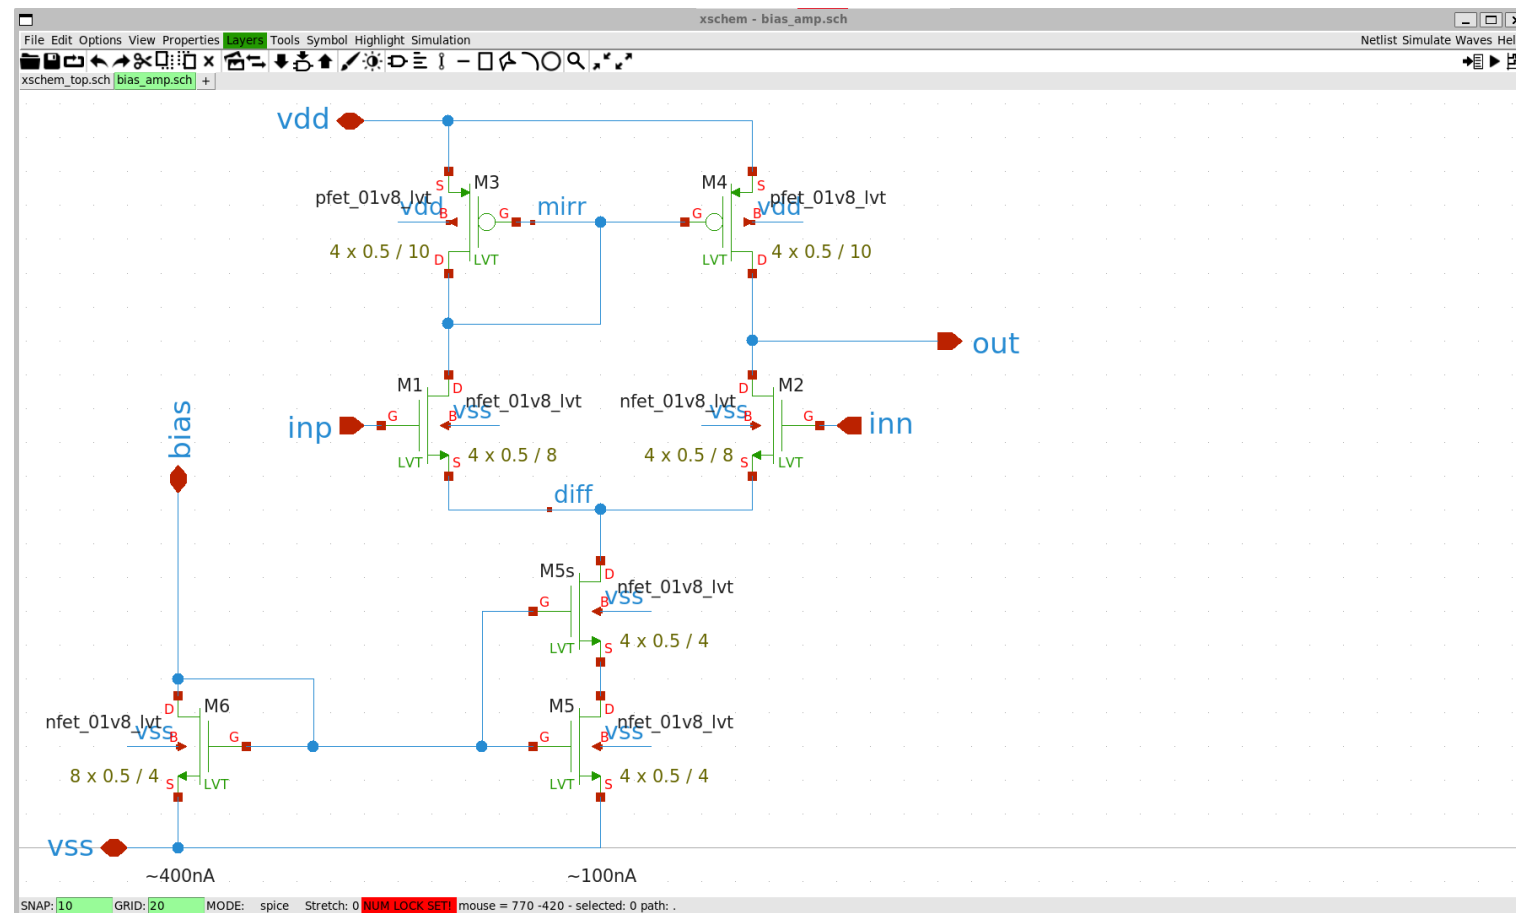 xschem - bias_amp.sch
File Edit Options View Properties Layers Tools Symbol Highlight Simulation
Netlist Simulate Waves Hel
xschem_top.sch bias_amp.sch +
vdd
S M3 M4 S
pfet_01v8_lvt pfet_01v8_lvt
vdd B G mirr G B vdd
4 x 0.5 / 10 4 x 0.5 / 10
D LVT LVT D
out
M1 D D M2
nfet_01v8_lvt nfet_01v8_lvt
inp G B vss vss B G inn
bias
4 x 0.5 / 8 4 x 0.5 / 8
LVT S S LVT
diff
M5s D
nfet_01v8_lvt
G B vss
4 x 0.5 / 4
LVT S
D M6 M5 D
nfet_01v8_lvt nfet_01v8_lvt
vss B G G B vss
8 x 0.5 / 4 4 x 0.5 / 4
S LVT LVT S
vss
~400nA ~100nA
SNAP: 10 GRID: 20 MODE: spice Stretch: 0 NUM LOCK SET! mouse = 770 -420 - selected: 0 path: .